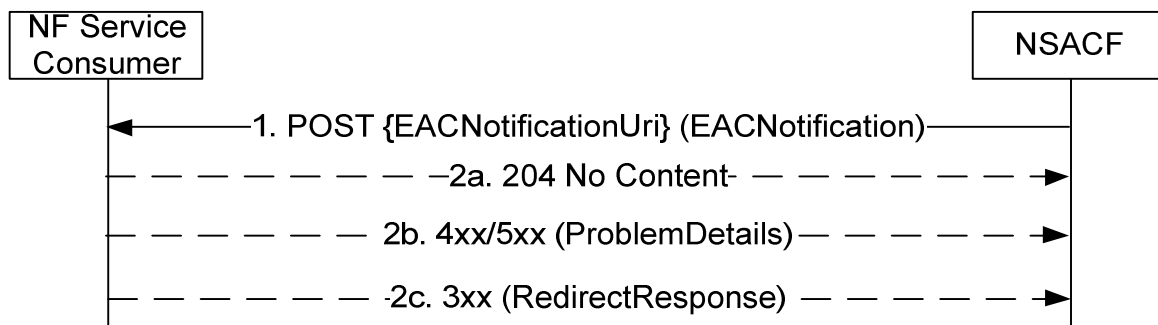 NF Service
Consumer
NSACF
1. POST {EACNotificationUri} (EACNotification)
2a. 204 No Content
2b. 4xx/5xx (ProblemDetails)
2c. 3xx (RedirectResponse)